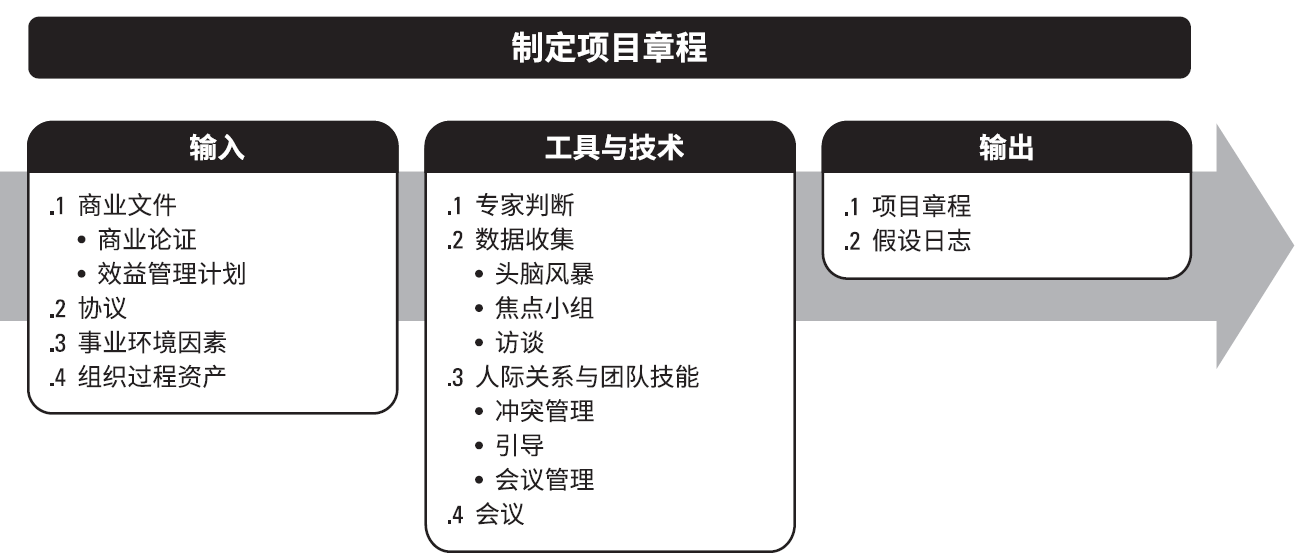 制定项目章程
输入
.1 商业文件
• 商业论证
• 效益管理计划
.2 协议
.3 事业环境因素
.4 组织过程资产
工具与技术
.1 专家判断
.2 数据收集
• 头脑风暴
• 焦点小组
• 访谈
.3 人际关系与团队技能
• 冲突管理
• 引导
• 会议管理
.4 会议
输出
.1 项目章程
.2 假设日志